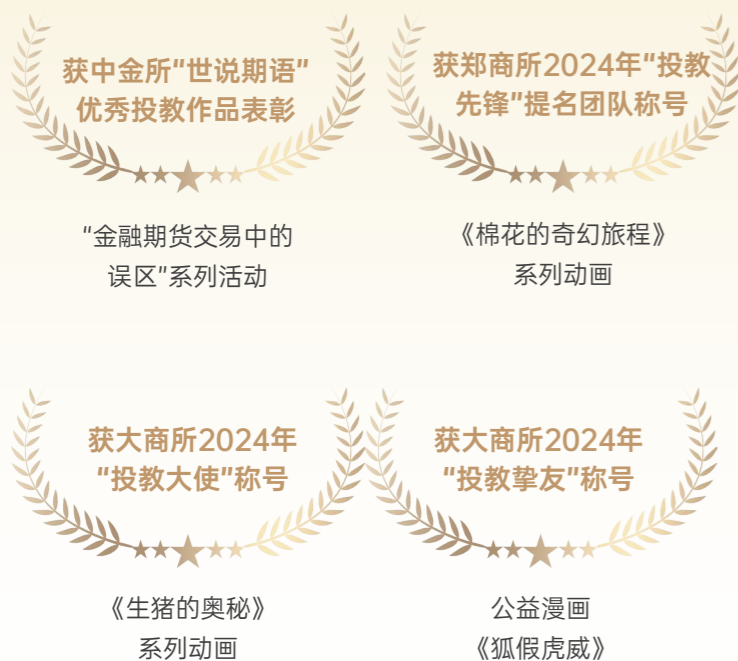 获中金所“世说期语”
优秀投教作品表彰
“金融期货交易中的
误区”系列活动
获郑商所2024年“投教
先锋”提名团队称号
《棉花的奇幻旅程》
系列动画
获大商所2024年
“投教大使”称号
《生猪的奥秘》
系列动画
获大商所2024年
“投教挚友”称号
公益漫画
《狐假虎威》